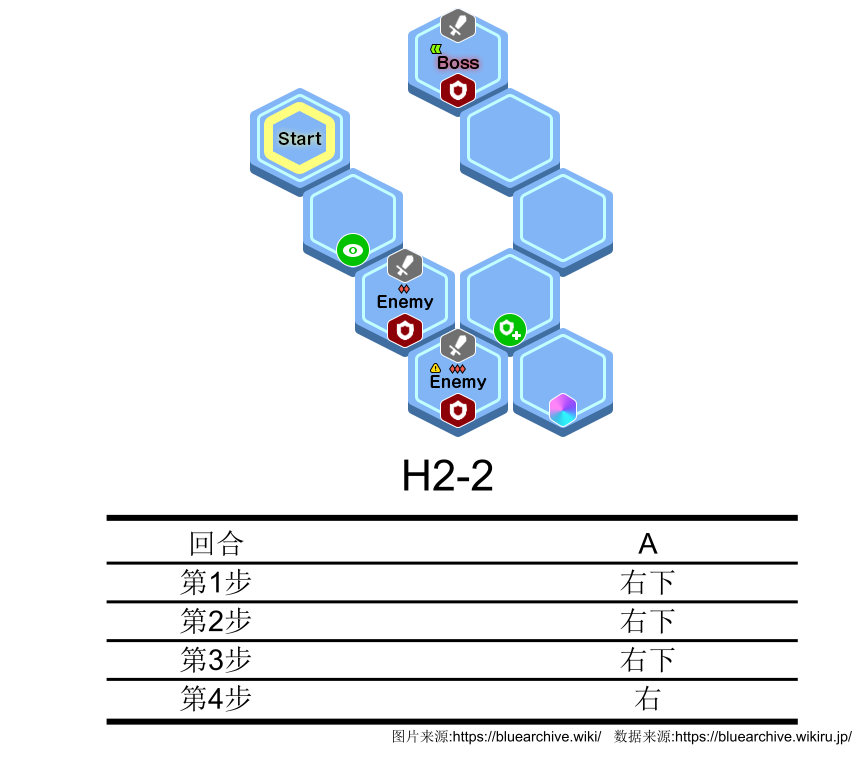 Boss
Start
Enemy
Enemy
H2-2
回合 A
第1步 右下
第2步 右下
第3步 右下
第4步 右
图片来源:https://bluearchive.wiki/ 数据来源:https://bluearchive.wikiru.jp/